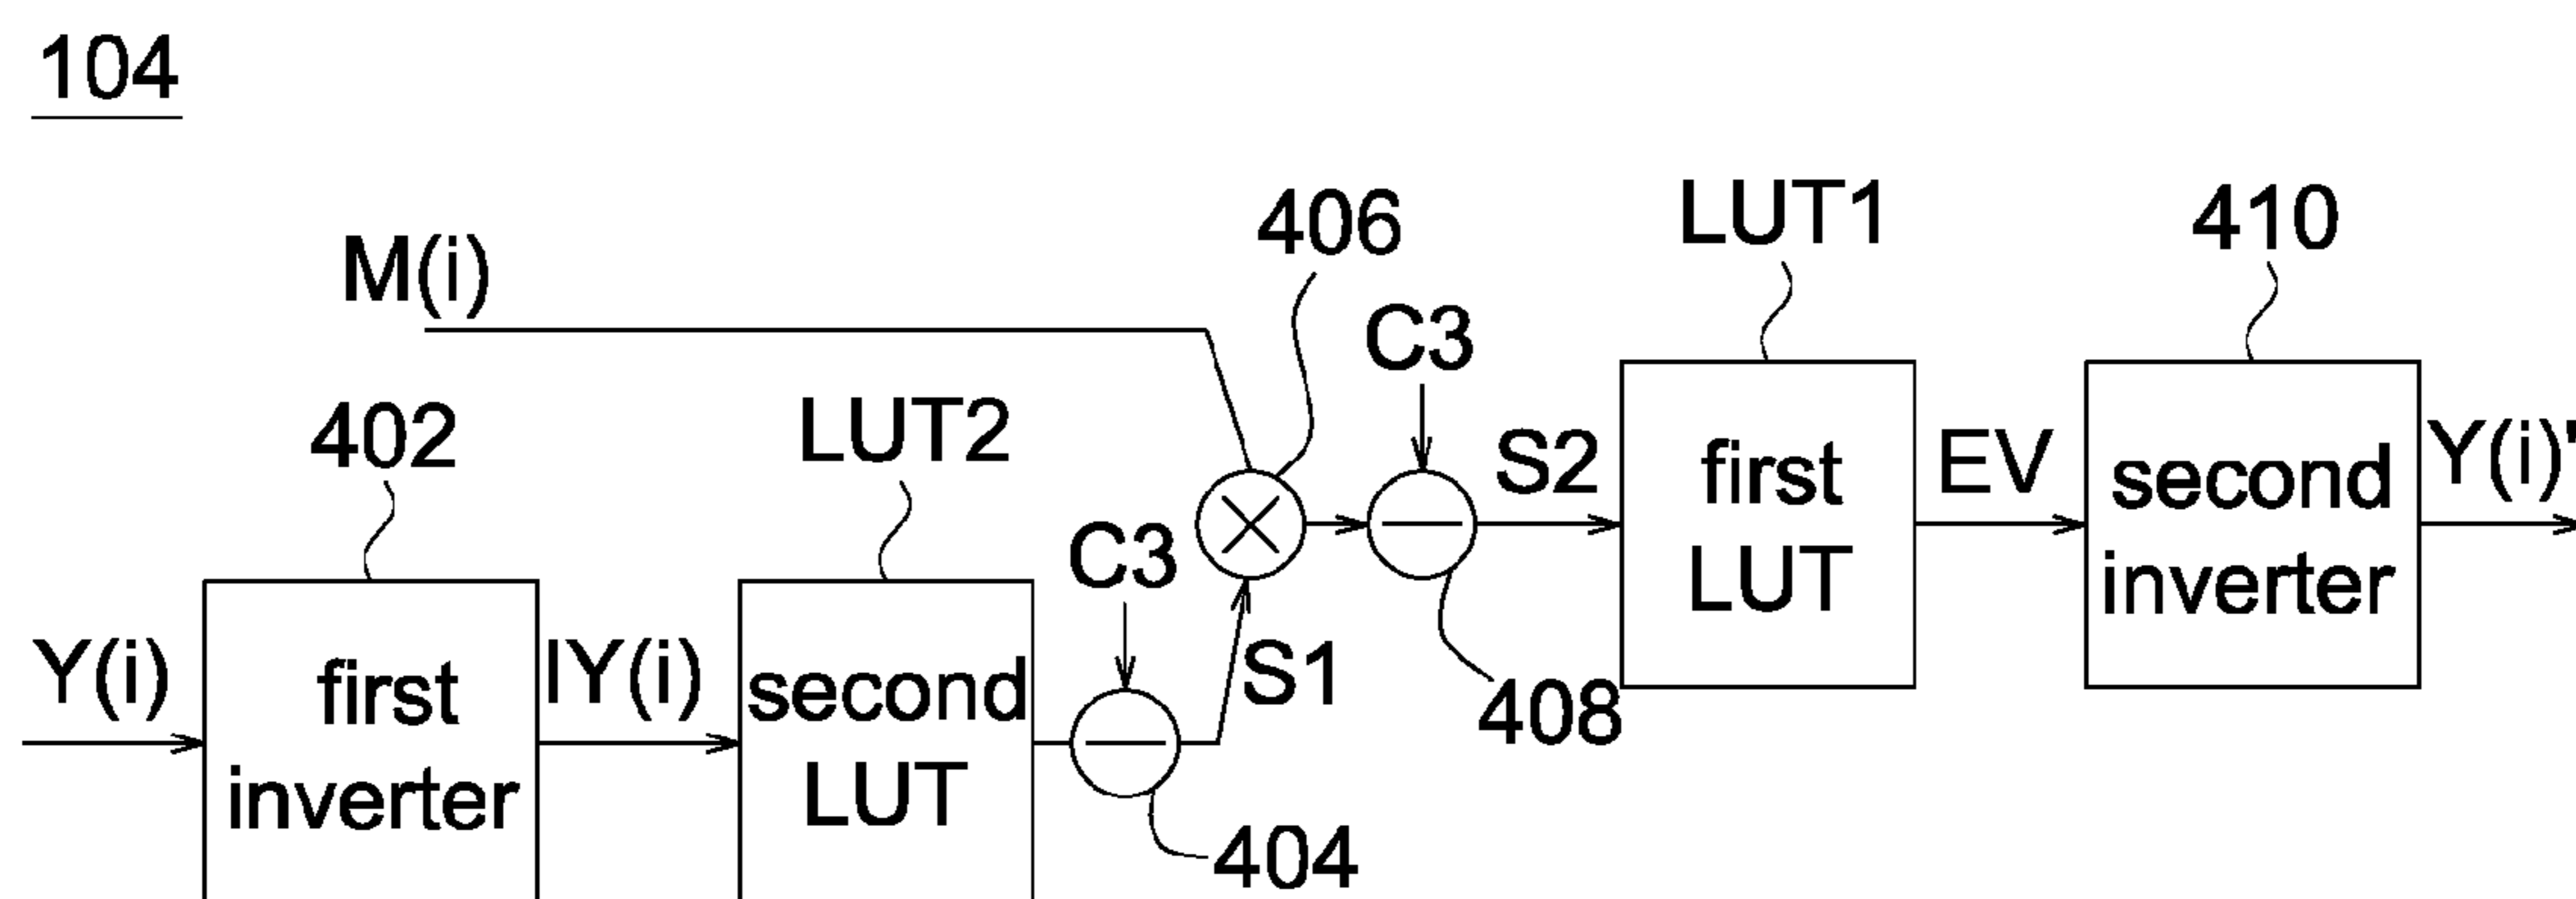 104
M(i)
406
LUT1
410
C3
402
LUT2
C3
Y(i)
first
inverter
IY(i)
second
LUT
S1
404
408
S2
first
LUT
EV
second
inverter
Y(i)'